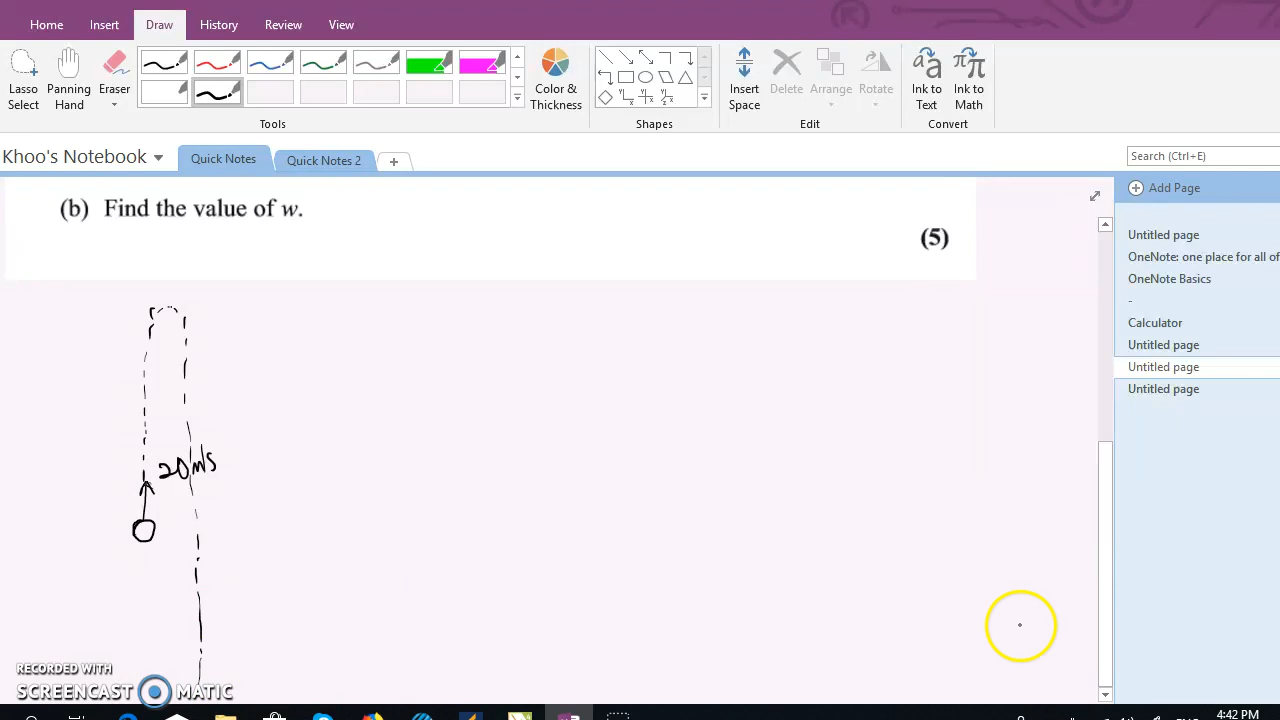 Home Insert Draw History Review View
Lasso Select
Panning Hand
Eraser
Color & Thickness
Insert Space
Delete
Arrange
Rotate
Ink to Text
Ink to Math
Tools
Shapes
Edit
Convert
Khoo's Notebook
Quick Notes
Quick Notes 2
Search (Ctrl+E)
Add Page
(b) Find the value of w.
(5)
Untitled page
OneNote: one place for all of
OneNote Basics
-
Calculator
Untitled page
Untitled page
Untitled page
20m/s
RECORDED WITH
SCREENCAST MATIC
4:42 PM